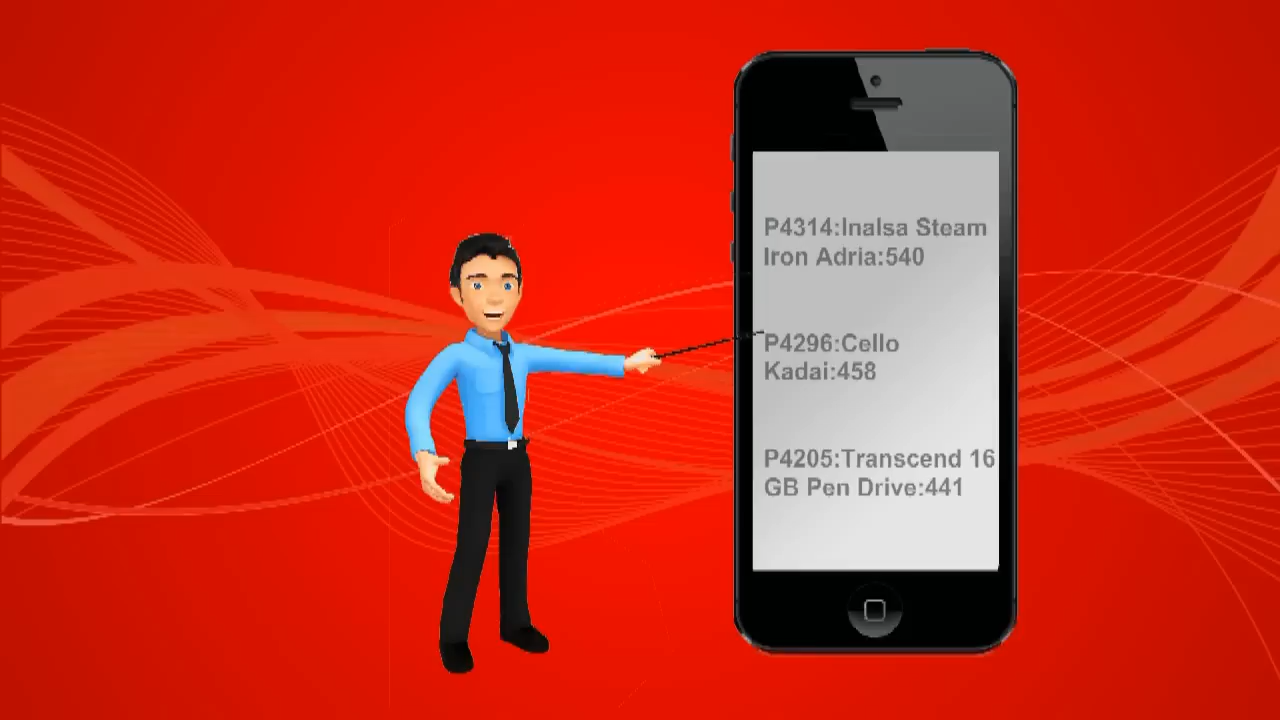 P4314:Inalsa Steam
Iron Adria:540
P4296:Cello
Kadai:458
P4205:Transcend 16
GB Pen Drive:441